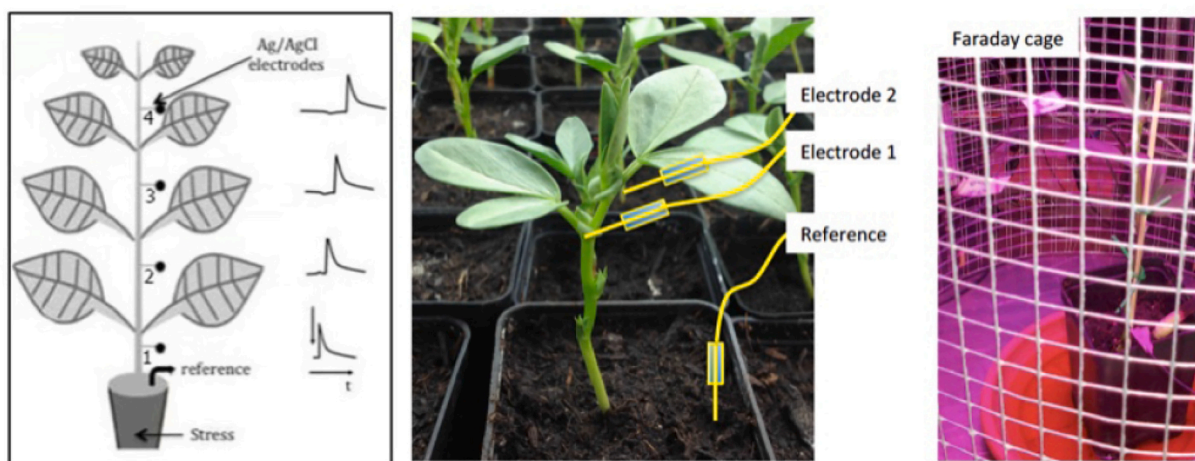 Ag/AgCl
electrodes
4
3
2
1
reference
t
Stress
Electrode 2
Electrode 1
Reference
Faraday cage